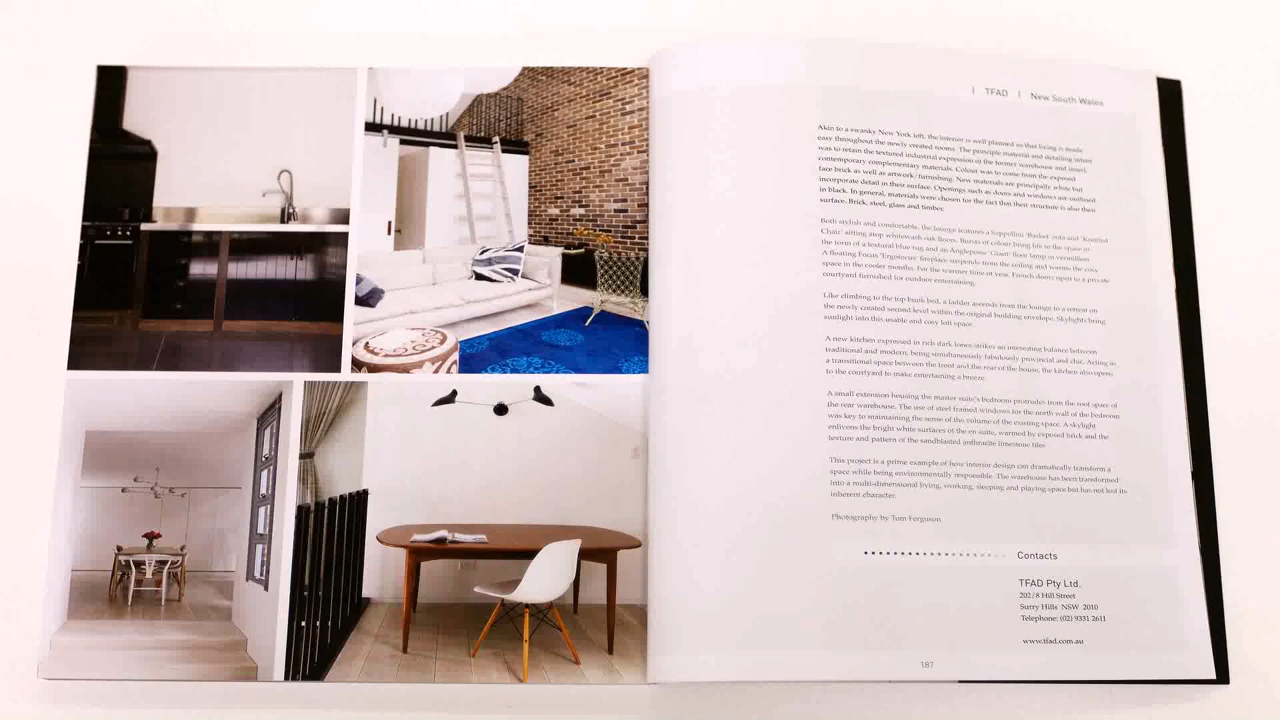 | TFAD | New South Wales
Akin to a swanky New York loft, the interior is well planned so that living is made
easy throughout the newly created rooms. The principle material and detailing intent
was to retain the textured industrial expression of the former warehouse and insert
contemporary complementary materials. Colour was to come from the exposed
face brick as well as artwork/furnishing. New materials are principally white but
incorporate detail in their surface. Openings such as doors and windows are outlined
in black. In general, materials were chosen for the fact that their structure is also their
surface. Brick, steel, glass and timber.
Both stylish and comfortable, the lounge features a Sappellini 'Basket' sofa and 'Knotted
Chair' sitting atop whitewash oak floors. Bursts of colour bring life to the space in
the form of a textural blue rug and an Anglepoise 'Giant' floor lamp in vermillion.
A floating Focus 'Ergofocus' fireplace suspends from the ceiling and warms the cosy
space in the cooler months. For the warmer time of year, French doors open to a private
courtyard furnished for outdoor entertaining.
Like climbing to the top bunk bed, a ladder ascends from the lounge to a retreat on
the newly created second level within the original building envelope. Skylights bring
sunlight into this usable and cosy loft space.
A new kitchen expressed in rich dark tones strikes an interesting balance between
traditional and modern, being simultaneously fabulously provincial and chic. Acting as
a transitional space between the front and the rear of the house, the kitchen also opens
to the courtyard to make entertaining a breeze.
A small extension housing the master suite's bedroom protrudes from the roof space of
the rear warehouse. The use of steel framed windows for the north wall of the bedroom
was key to maintaining the sense of the volume of the existing space. A skylight
enlivens the bright white surfaces of the en suite, warmed by exposed brick and the
texture and pattern of the sandblasted anthracite limestone tiles.
This project is a prime example of how interior design can dramatically transform a
space while being environmentally responsible. The warehouse has been transformed
into a multi-dimensional living, working, sleeping and playing space but has not lost its
inherent character.
Photography by Tom Ferguson
Contacts
TFAD Pty Ltd.
202/8 Hill Street
Surry Hills NSW 2010
Telephone: (02) 9331 2611
www.tfad.com.au
187